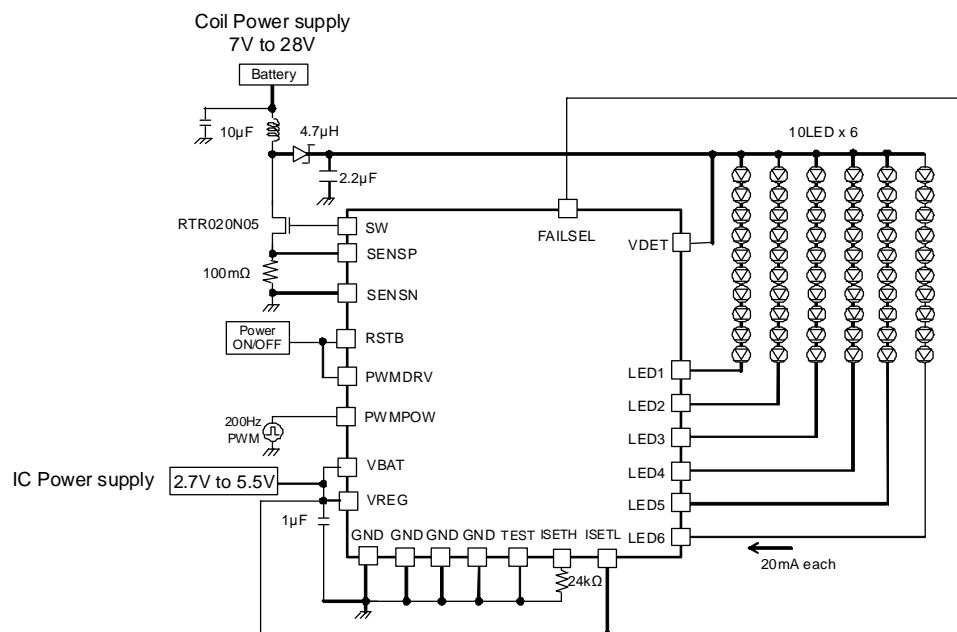 Coil Power supply
7V to 28V
Battery
10µF
4.7µH
2.2µF
10LED x 6
RTR020N05
SW
FAILSEL
VDET
SENSP
100mΩ
SENSN
Power
ON/OFF
RSTB
PWMDRV
LED1
LED2
200Hz
PWM
PWMPOW
LED3
IC Power supply
2.7V to 5.5V
VBAT
LED4
VREG
LED5
1µF
GND GND GND GND TEST ISETH ISETL
LED6
24kΩ
20mA each